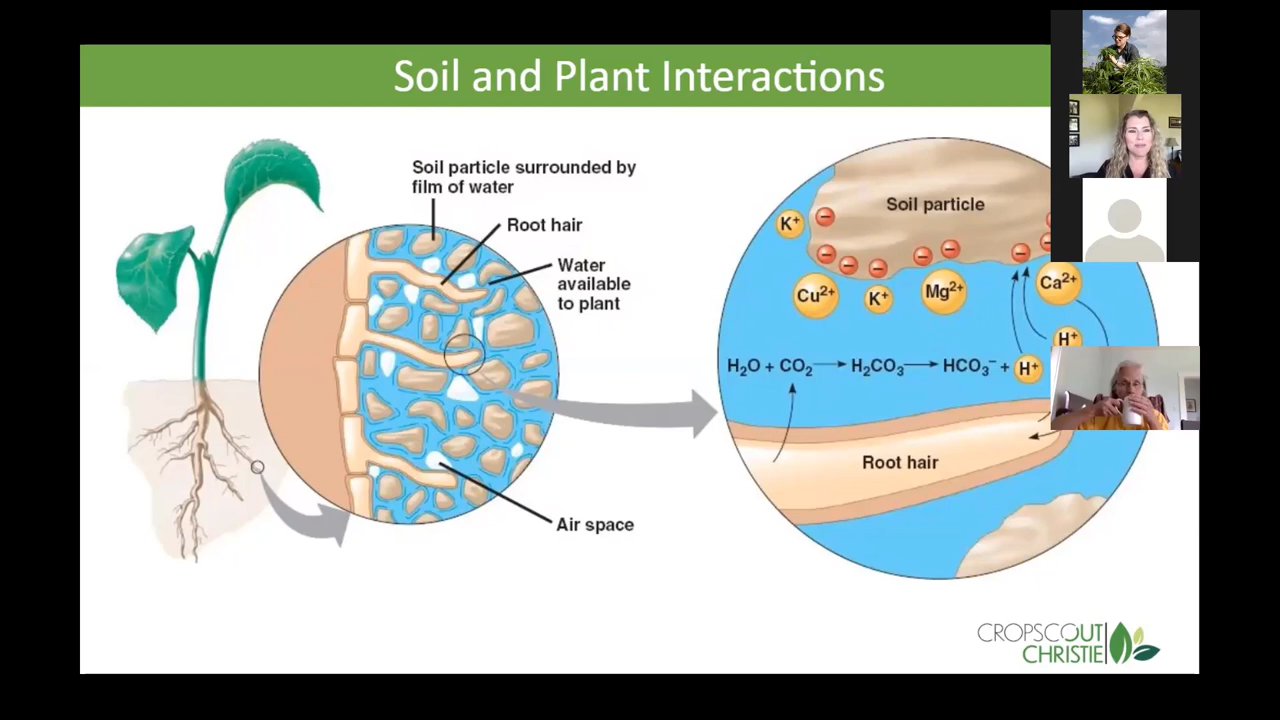 Soil and Plant Interactions
Soil particle surrounded by
film of water
Root hair
Water
available
to plant
Air space
Soil particle
K⁺
−
−
−
−
−
−
−
Cu²⁺
K⁺
Mg²⁺
Ca²⁺
H⁺
H₂O + CO₂ → H₂CO₃ → HCO₃⁻ + H⁺
Root hair
CROPSCOUT
CHRISTIE